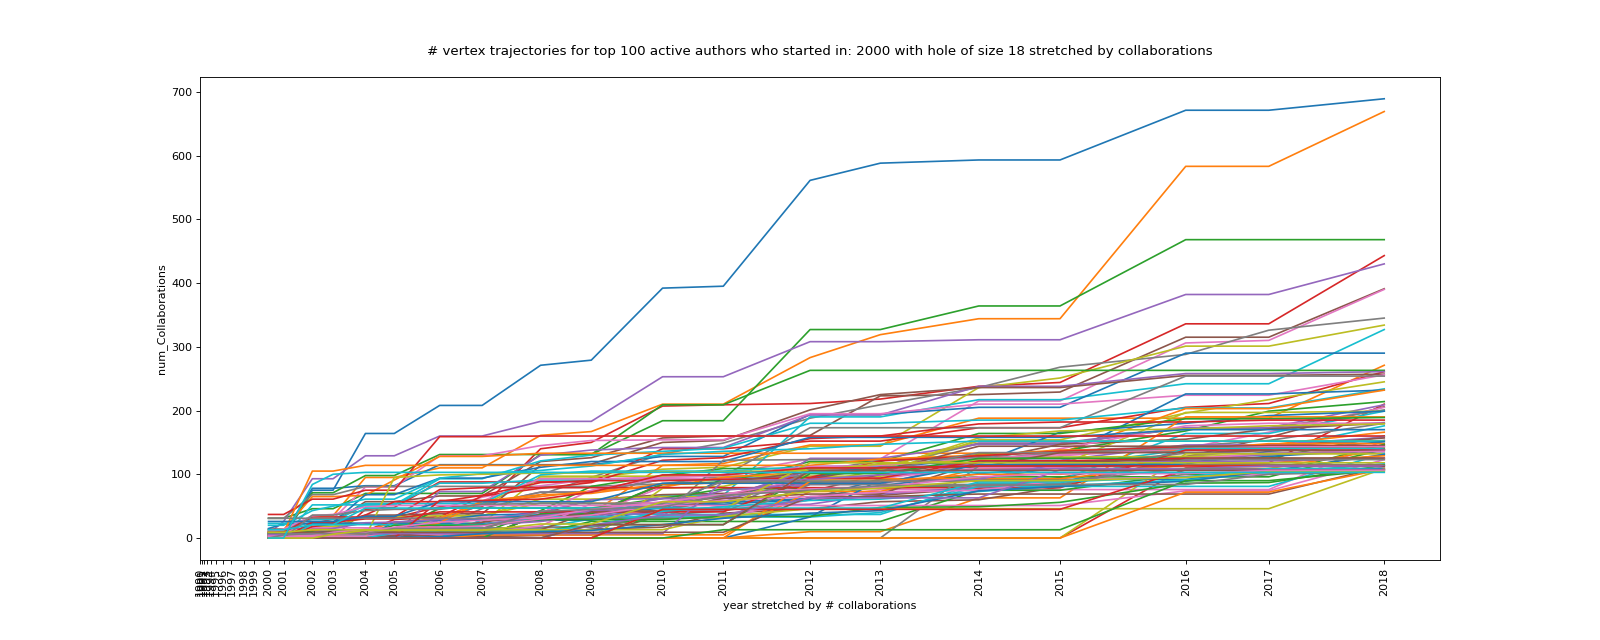 # vertex trajectories for top 100 active authors who started in: 2000 with hole of size 18 stretched by collaborations
700
600
500
400
300
200
100
0
num_Collaborations
1996 1997 1998 1999 2000 2001 2002 2003 2004 2005 2006 2007 2008 2009 2010 2011 2012 2013 2014 2015 2016 2017 2018
year stretched by # collaborations